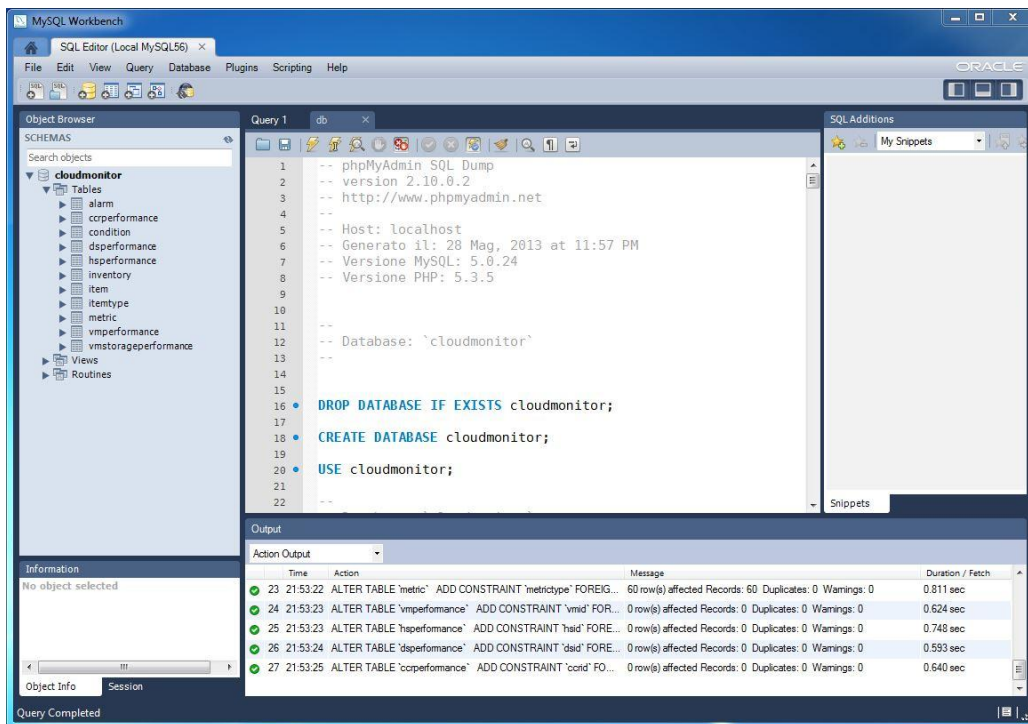 MySQL Workbench
SQL Editor (Local MySQL56)
File Edit View Query Database Plugins Scripting Help
ORACLE
Object Browser
SCHEMAS
Search objects
cloudmonitor
Tables
alarm
ccrperformance
condition
dsperformance
hsperformance
inventory
item
itemtype
metric
vmperformance
vmstorageperformance
Views
Routines
Information
No object selected
Object Info Session
Query Completed
Query 1 db
1 -- phpMyAdmin SQL Dump
2 -- version 2.10.0.2
3 -- http://www.phpmyadmin.net
4 --
5 -- Host: localhost
6 -- Generato il: 28 Mag, 2013 at 11:57 PM
7 -- Versione MySQL: 5.0.24
8 -- Versione PHP: 5.3.5
9
10
11 --
12 -- Database: `cloudmonitor`
13 --
14
15
16 DROP DATABASE IF EXISTS cloudmonitor;
17
18 CREATE DATABASE cloudmonitor;
19
20 USE cloudmonitor;
21
22 --
SQL Additions
My Snippets
Snippets
Output
Action Output
Time Action Message Duration / Fetch
23 21:53:22 ALTER TABLE `metric` ADD CONSTRAINT `metrictype` FOREIG... 60 row(s) affected Records: 60 Duplicates: 0 Warnings: 0 0.811 sec
24 21:53:23 ALTER TABLE `vmperformance` ADD CONSTRAINT `vmid` FOR... 0 row(s) affected Records: 0 Duplicates: 0 Warnings: 0 0.624 sec
25 21:53:23 ALTER TABLE `hsperformance` ADD CONSTRAINT `hsid` FORE... 0 row(s) affected Records: 0 Duplicates: 0 Warnings: 0 0.748 sec
26 21:53:24 ALTER TABLE `dsperformance` ADD CONSTRAINT `dsid` FORE... 0 row(s) affected Records: 0 Duplicates: 0 Warnings: 0 0.593 sec
27 21:53:25 ALTER TABLE `ccrperformance` ADD CONSTRAINT `ccrid` FO... 0 row(s) affected Records: 0 Duplicates: 0 Warnings: 0 0.640 sec